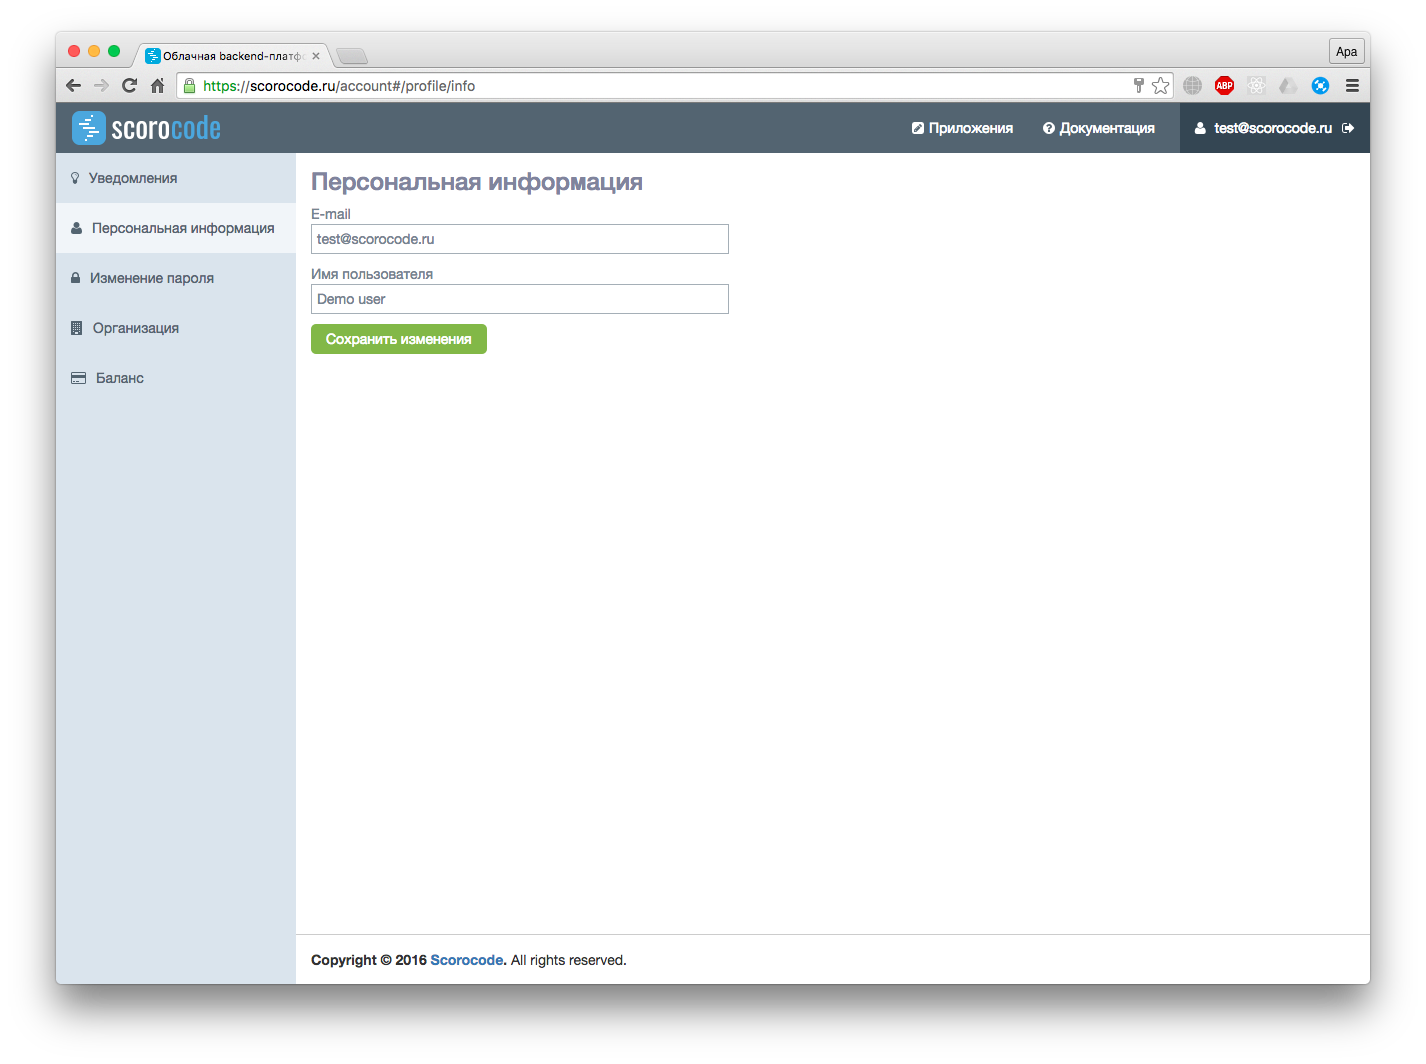 Облачная backend-платфо
Ара
https://scorocode.ru/account#/profile/info
ABP
scorocode
Приложения
Документация
test@scorocode.ru
Уведомления
Персональная информация
Изменение пароля
Организация
Баланс
Персональная информация
E-mail
test@scorocode.ru
Имя пользователя
Demo user
Сохранить изменения
Copyright © 2016 Scorocode. All rights reserved.